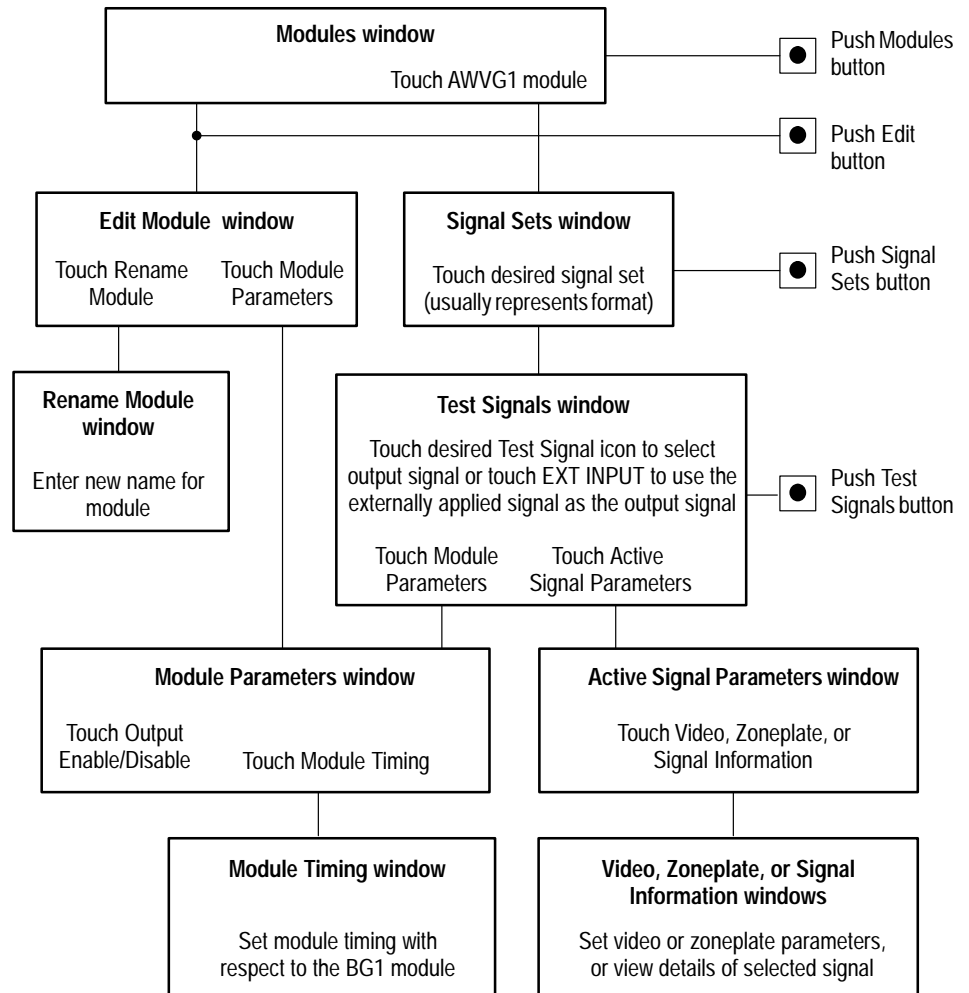 Modules window
Touch AWVG1 module
Push Modules
button
Push Edit
button
Edit Module window
Touch Rename
Module
Touch Module
Parameters
Signal Sets window
Touch desired signal set
(usually represents format)
Push Signal
Sets button
Rename Module
window
Enter new name for
module
Test Signals window
Touch desired Test Signal icon to select
output signal or touch EXT INPUT to use the
externally applied signal as the output signal
Touch Module
Parameters
Touch Active
Signal Parameters
Push Test
Signals button
Module Parameters window
Touch Output
Enable/Disable
Touch Module Timing
Active Signal Parameters window
Touch Video, Zoneplate, or
Signal Information
Module Timing window
Set module timing with
respect to the BG1 module
Video, Zoneplate, or Signal
Information windows
Set video or zoneplate parameters,
or view details of selected signal